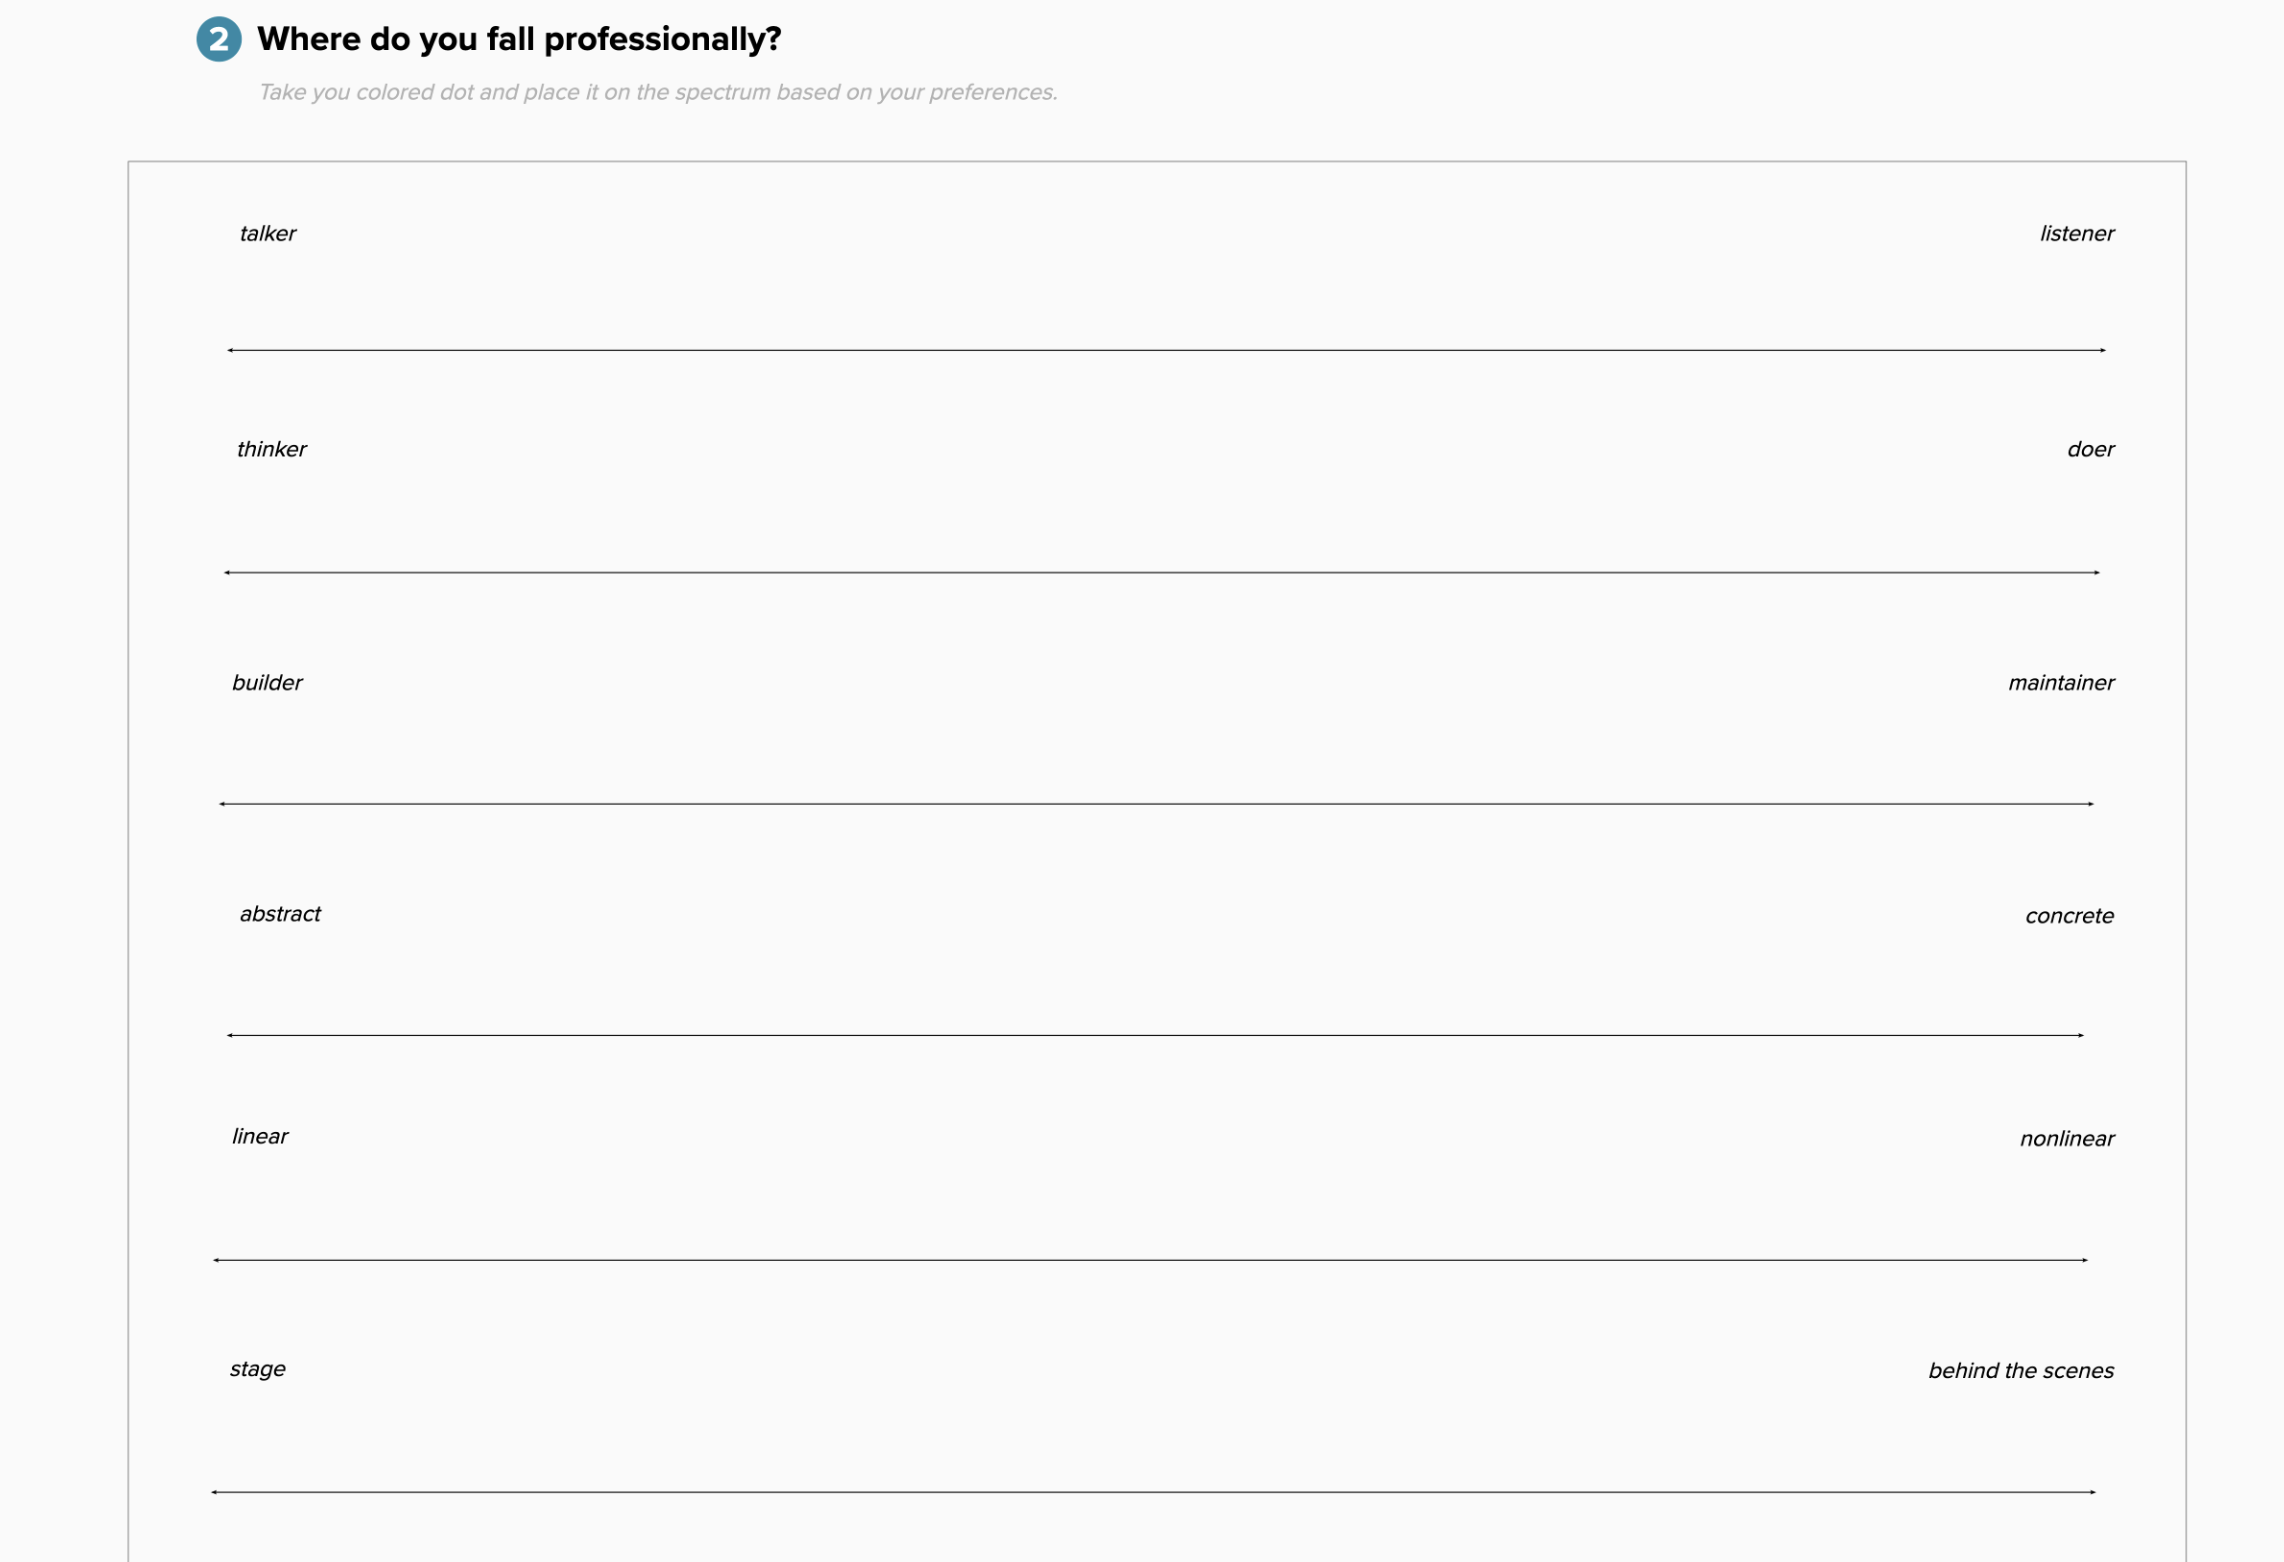 2 Where do you fall professionally?
Take you colored dot and place it on the spectrum based on your preferences.
talker listener
thinker doer
builder maintainer
abstract concrete
linear nonlinear
stage behind the scenes